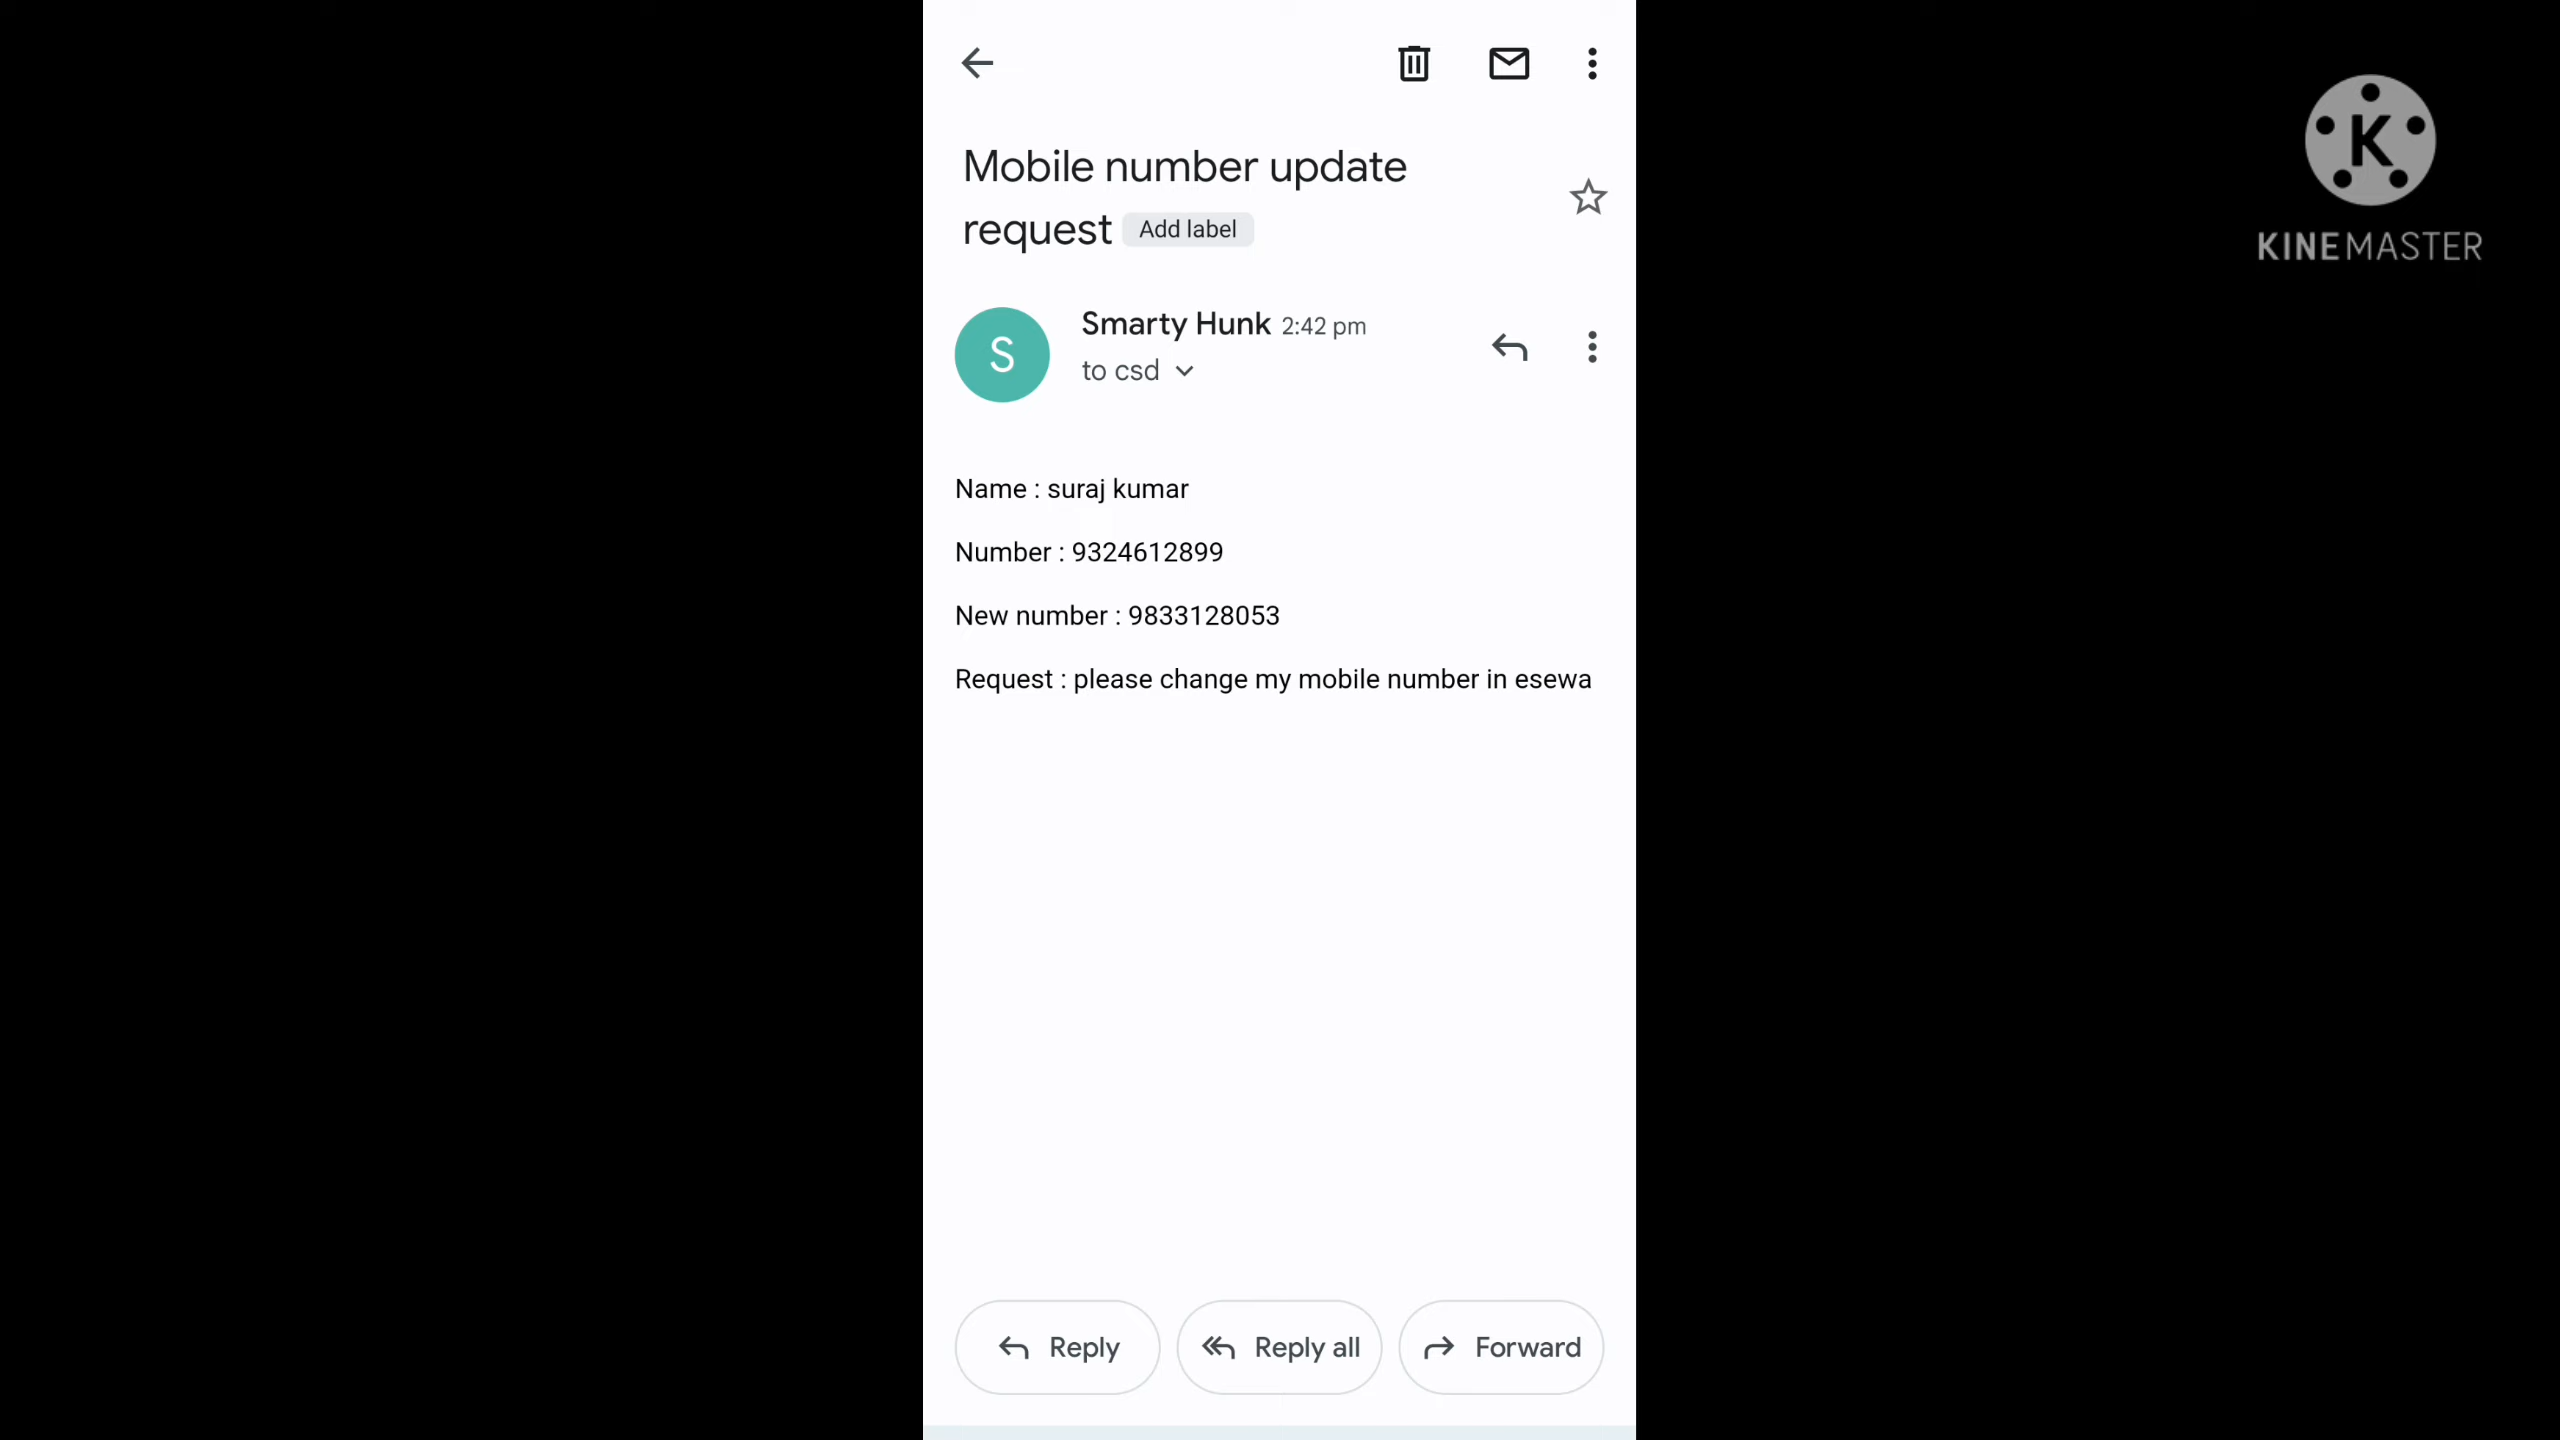 Mobile number update
request Add label
Smarty Hunk 2:42 pm
to csd
S
Name : suraj kumar
Number : 9324612899
New number : 9833128053
Request : please change my mobile number in esewa
Reply Reply all Forward
K
KINEMASTER